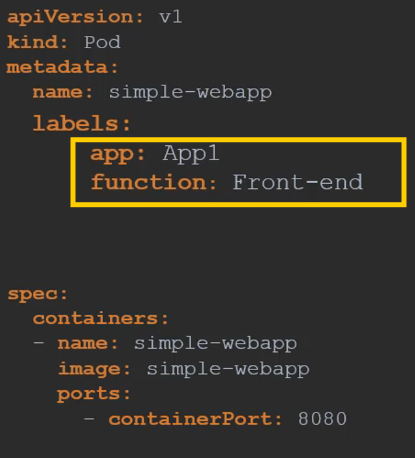 apiVersion: v1
kind: Pod
metadata:
  name: simple-webapp
  labels:
    app: App1
    function: Front-end
spec:
  containers:
  - name: simple-webapp
    image: simple-webapp
    ports:
      - containerPort: 8080